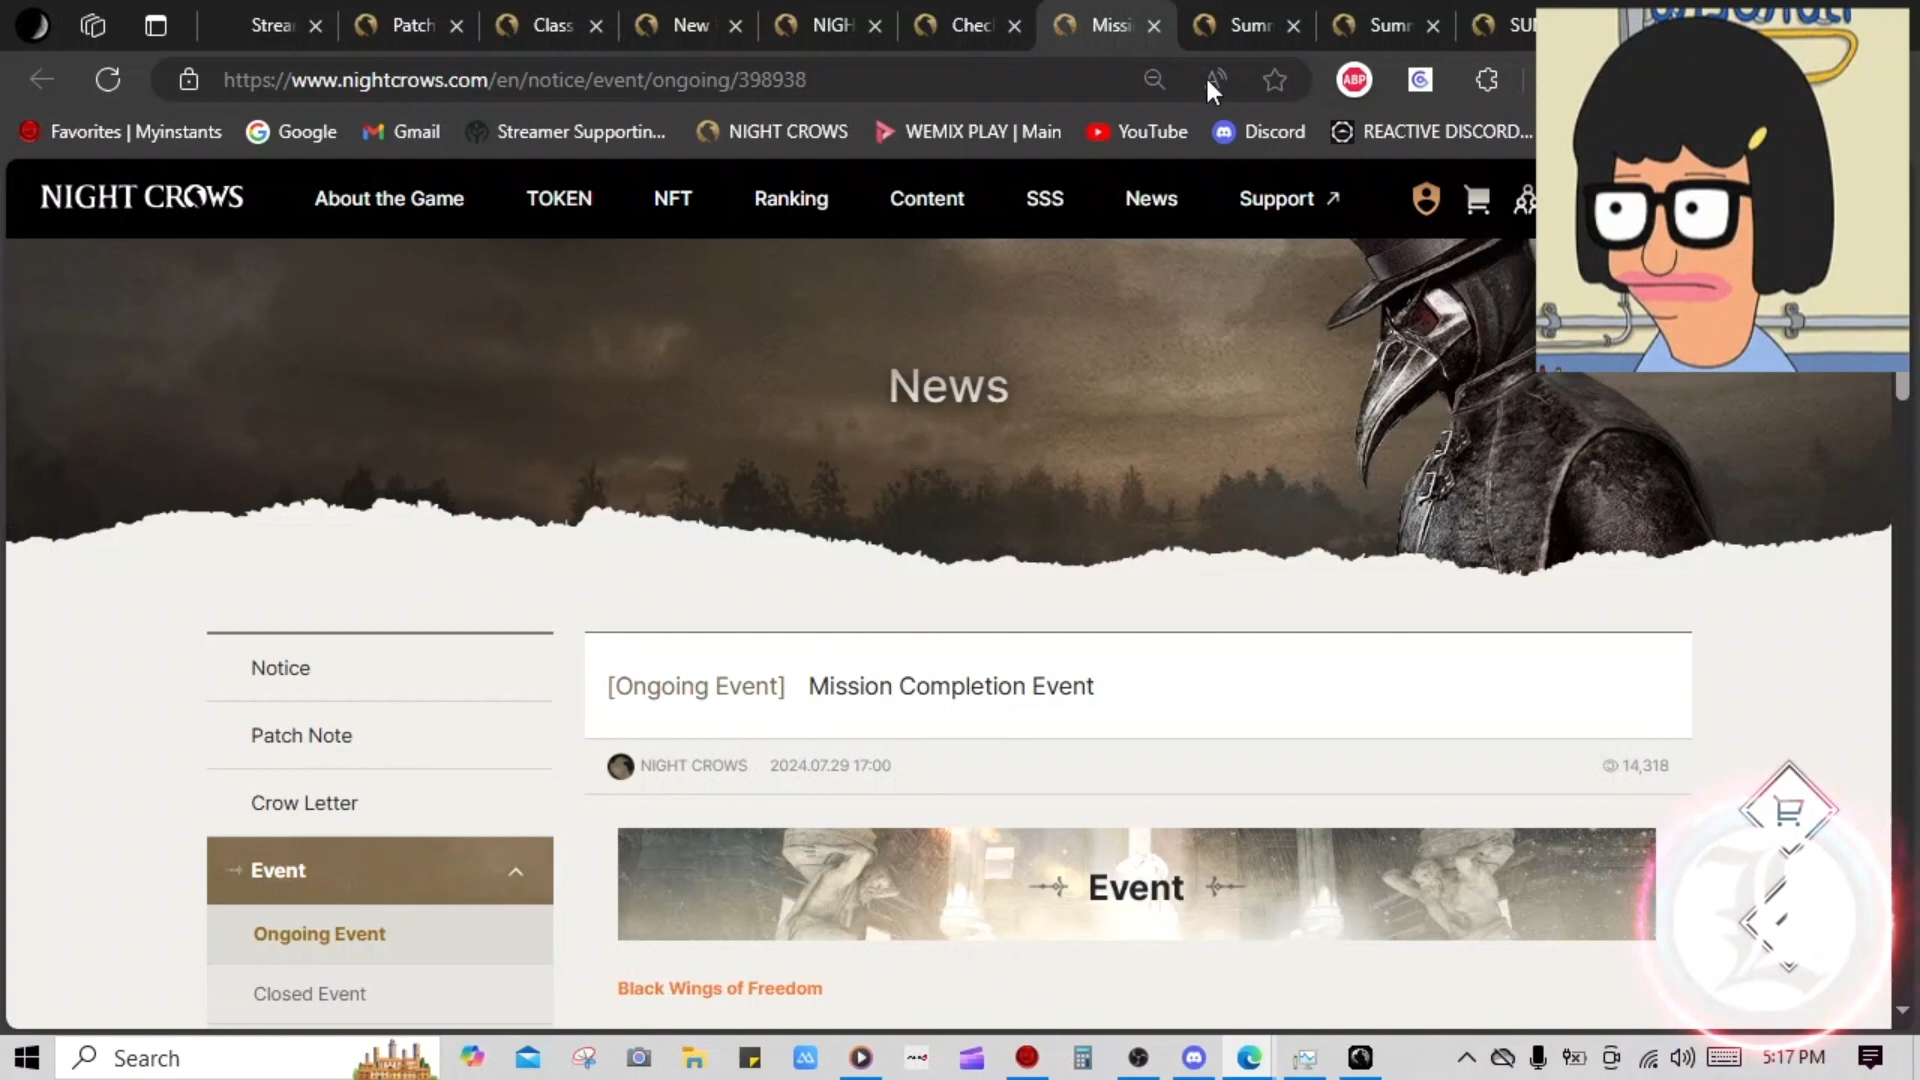 Strea
Patch
Class
New
NIGH
Chec
Missi
Sumr
Sumr
SUN
https://www.nightcrows.com/en/notice/event/ongoing/398938
ABP
Favorites | Myinstants
Google
Gmail
Streamer Supportin...
NIGHT CROWS
WEMIX PLAY | Main
YouTube
Discord
REACTIVE DISCORD...
NIGHT CROWS
About the Game
TOKEN
NFT
Ranking
Content
SSS
News
Support
News
Notice
Patch Note
Crow Letter
Event
Ongoing Event
Closed Event
[Ongoing Event] Mission Completion Event
NIGHT CROWS 2024.07.29 17:00 14,318
Event
Black Wings of Freedom
Search
5:17 PM